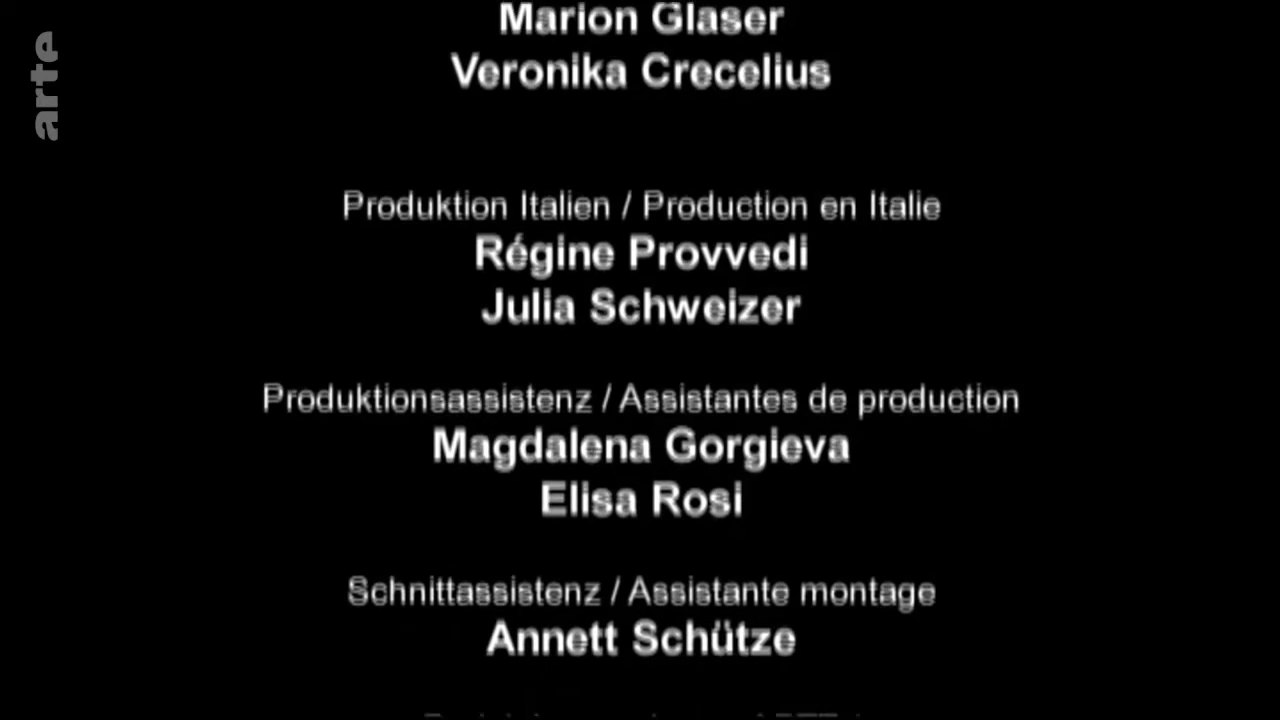 arte
Marion Glaser
Veronika Crecelius
Produktion Italien / Production en Italie
Régine Provvedi
Julia Schweizer
Produktionsassistenz / Assistantes de production
Magdalena Gorgieva
Elisa Rosi
Schnittassistenz / Assistante montage
Annett Schütze